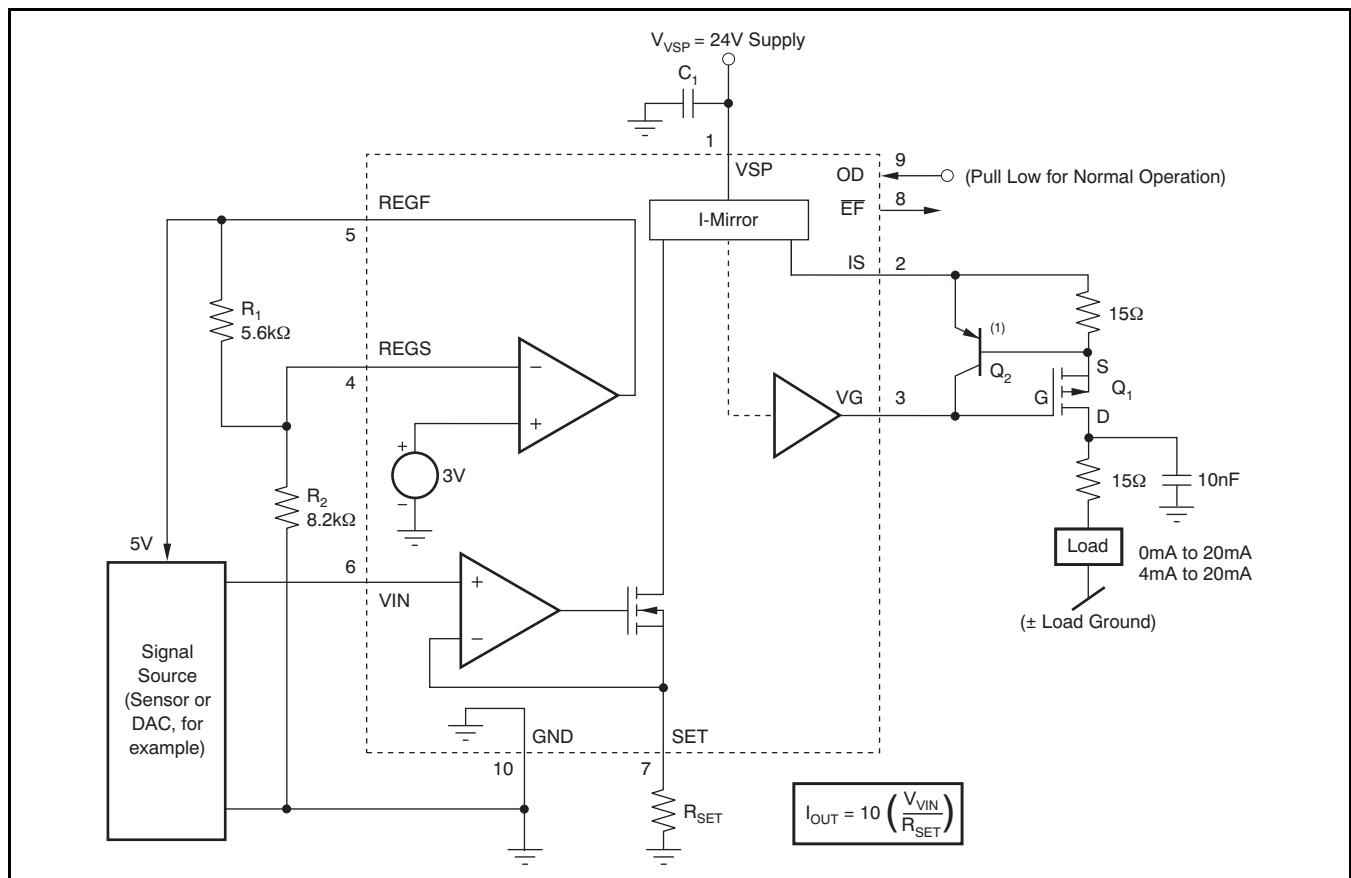 V_VSP = 24V Supply
C_1
1
VSP
OD
9
(Pull Low for Normal Operation)
8
E̅F̅
REGF
5
I-Mirror
IS
2
R_1
5.6kΩ
15Ω
(1)
REGS
4
−
+
Q_2
S
Q_1
G
D
VG
3
+
3V
−
15Ω
10nF
R_2
8.2kΩ
5V
Load
0mA to 20mA
4mA to 20mA
6
VIN
+
−
(± Load Ground)
Signal
Source
(Sensor or
DAC, for
example)
GND
SET
10
7
R_SET
I_OUT = 10 (V_VIN / R_SET)